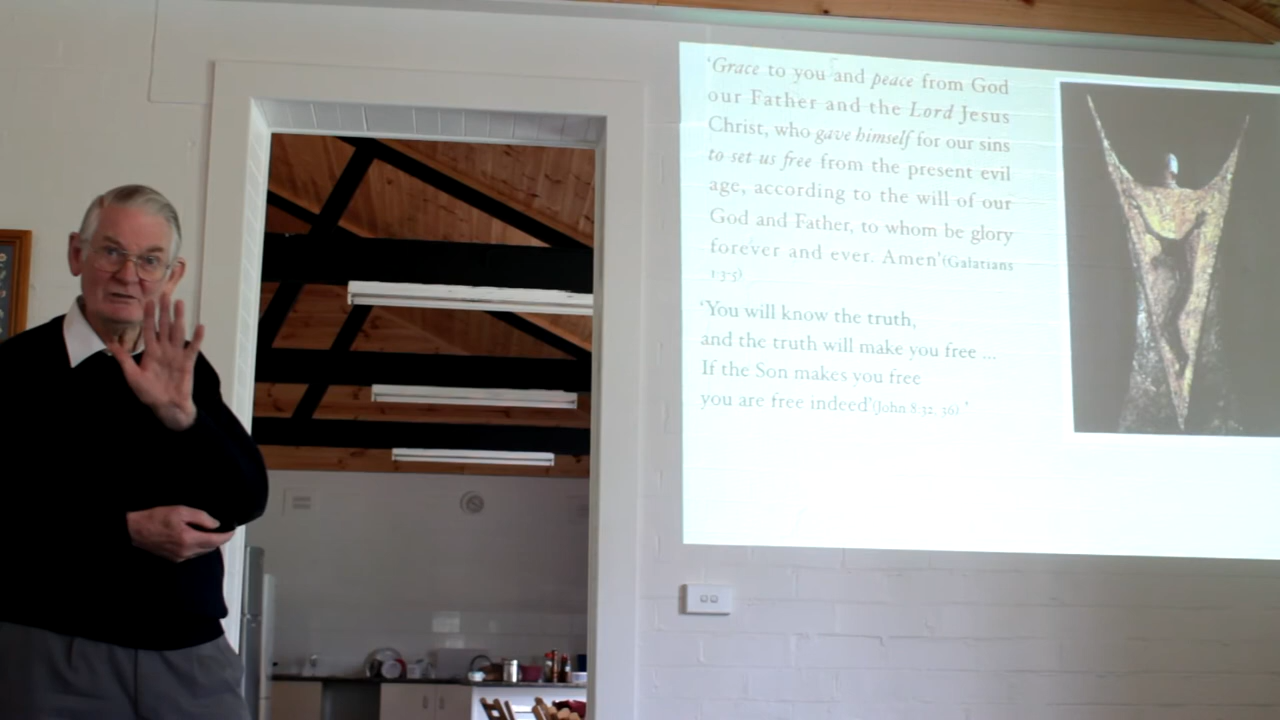 ‘Grace to you and peace from God
our Father and the Lord Jesus
Christ, who gave himself for our sins
to set us free from the present evil
age, according to the will of our
God and Father, to whom be glory
forever and ever. Amen’(Galatians
1:3-5)
‘You will know the truth,
and the truth will make you free ...
If the Son makes you free
you are free indeed’(John 8:32, 36).’